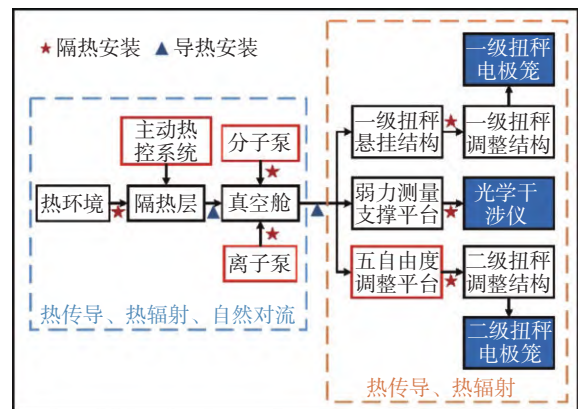 ★隔热安装 ▲导热安装
主动热
控系统
分子泵
热环境
隔热层
真空舱
离子泵
热传导、热辐射、自然对流
一级扭秤
电极笼
一级扭秤
悬挂结构
一级扭秤
调整结构
弱力测量
支撑平台
光学干
涉仪
五自由度
调整平台
二级扭秤
调整结构
二级扭秤
电极笼
热传导、热辐射